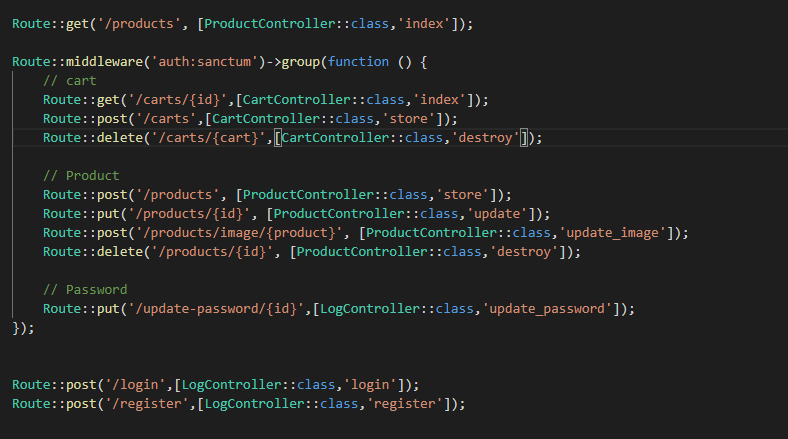 Route::get('/products', [ProductController::class,'index']);
Route::middleware('auth:sanctum')->group(function () {
// cart
Route::get('/carts/{id}',[CartController::class,'index']);
Route::post('/carts',[CartController::class,'store']);
Route::delete('/carts/{cart}',[CartController::class,'destroy']);
// Product
Route::post('/products', [ProductController::class,'store']);
Route::put('/products/{id}', [ProductController::class,'update']);
Route::post('/products/image/{product}', [ProductController::class,'update_image']);
Route::delete('/products/{id}', [ProductController::class,'destroy']);
// Password
Route::put('/update-password/{id}',[LogController::class,'update_password']);
});
Route::post('/login',[LogController::class,'login']);
Route::post('/register',[LogController::class,'register']);